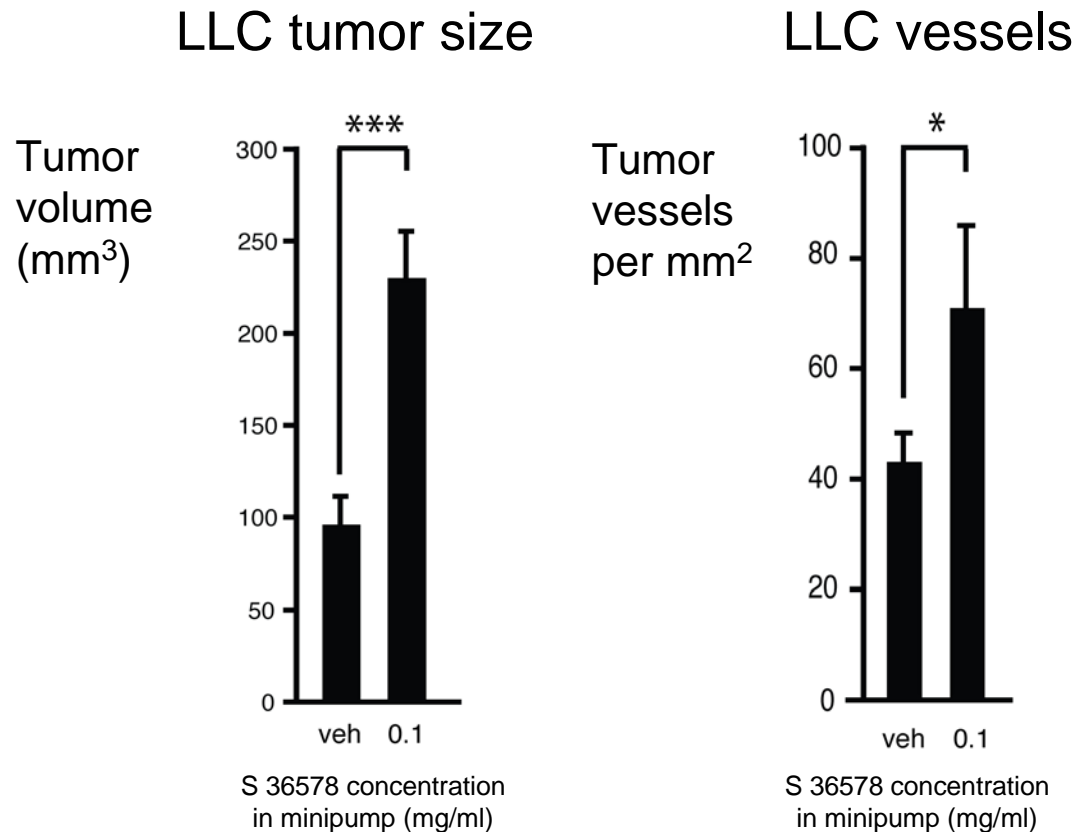 LLC tumor size
LLC vessels
Tumor
volume
(mm³)
***
300
250
200
150
100
50
0
veh 0.1
S 36578 concentration
in minipump (mg/ml)
Tumor
vessels
per mm²
*
100
80
60
40
20
0
veh 0.1
S 36578 concentration
in minipump (mg/ml)